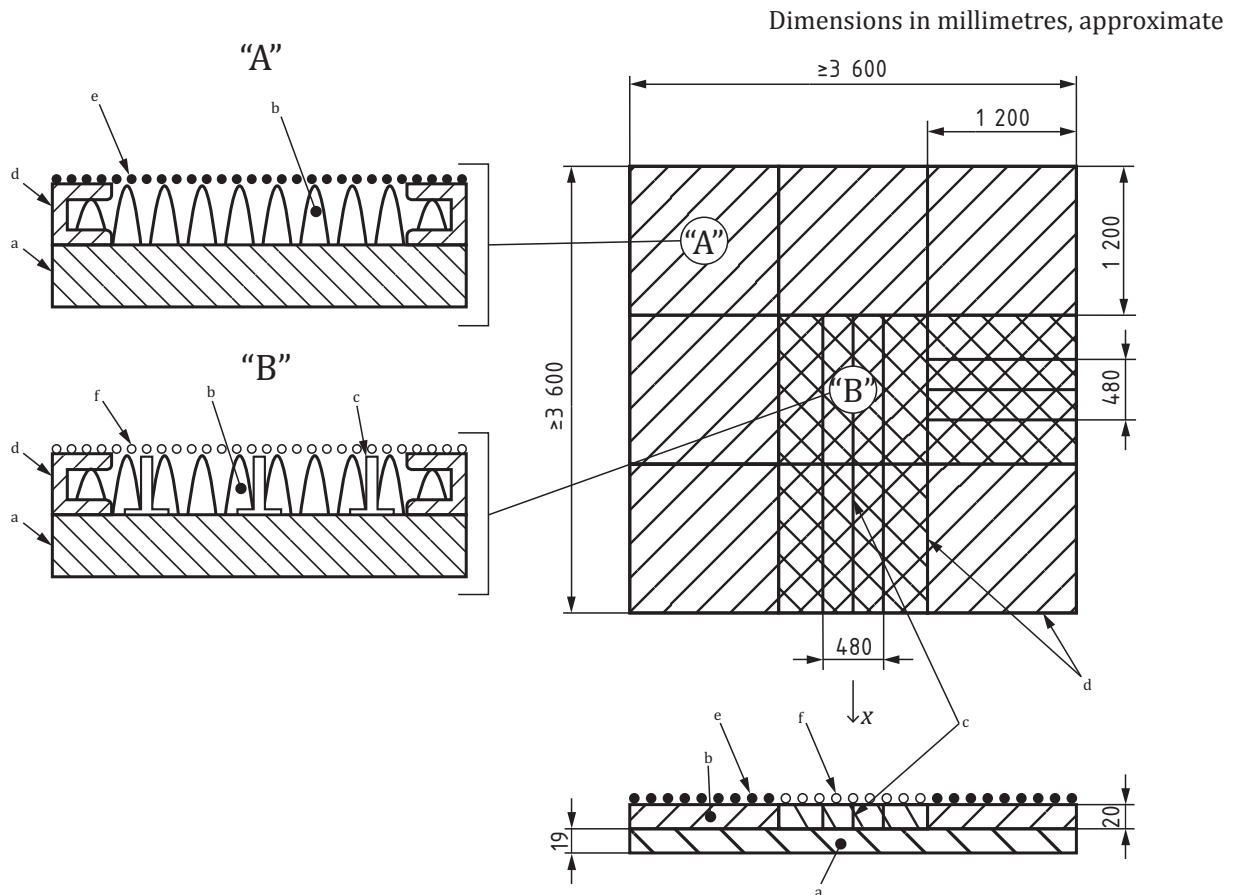 Dimensions in millimetres, approximate
“A”
≥3 600
1 200
e
b
d
a
“A”
1 200
“B”
≥3 600
f
b
c
d
a
“B”
480
480
x
d
c
e
f
b
20
19
a